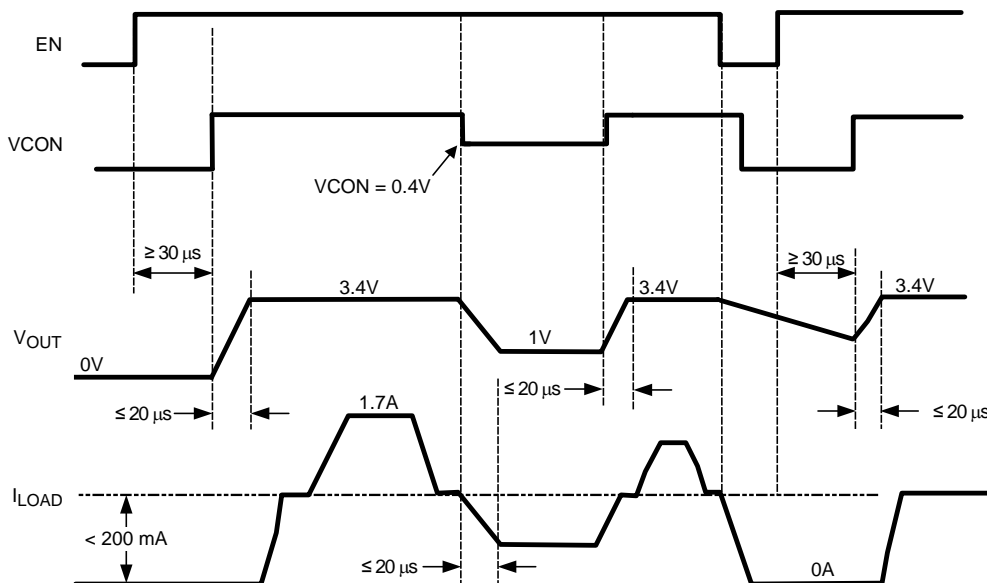 EN
VCON
VCON = 0.4V
≥ 30 μs
≥ 30 μs
3.4V
3.4V
3.4V
VOUT
1V
0V
≤ 20 μs
1.7A
≤ 20 μs
≤ 20 μs
ILOAD
< 200 mA
≤ 20 μs
0A